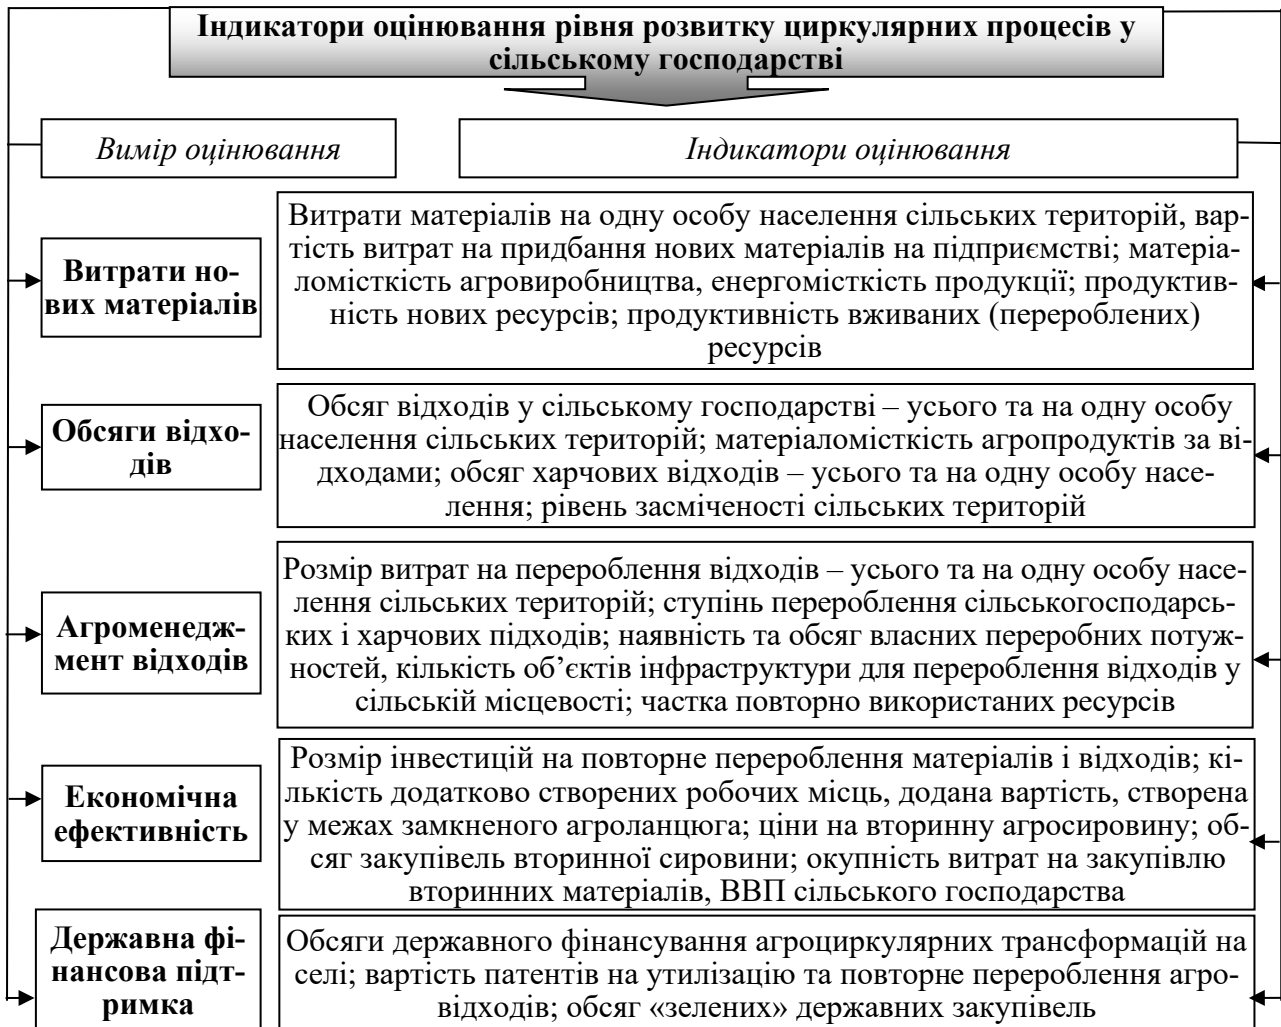 Індикатори оцінювання рівня розвитку циркулярних процесів у
сільському господарстві
Вимір оцінювання
Індикатори оцінювання
Витрати но-
вих матеріалів
Витрати матеріалів на одну особу населення сільських територій, вар-
тість витрат на придбання нових матеріалів на підприємстві; матеріа-
ломісткість агровиробництва, енергомісткість продукції; продуктив-
ність нових ресурсів; продуктивність вживаних (перероблених)
ресурсів
Обсяги відхо-
дів
Обсяг відходів у сільському господарстві – усього та на одну особу
населення сільських територій; матеріаломісткість агропродуктів за ві-
дходами; обсяг харчових відходів – усього та на одну особу насе-
лення; рівень засміченості сільських територій
Агроменедж-
мент відходів
Розмір витрат на перероблення відходів – усього та на одну особу насе-
лення сільських територій; ступінь перероблення сільськогосподарсь-
ких і харчових підходів; наявність та обсяг власних переробних потуж-
ностей, кількість об’єктів інфраструктури для перероблення відходів у
сільській місцевості; частка повторно використаних ресурсів
Економічна
ефективність
Розмір інвестицій на повторне перероблення матеріалів і відходів; кі-
лькість додатково створених робочих місць, додана вартість, створена
у межах замкненого агроланцюга; ціни на вторинну агросировину; об-
сяг закупівель вторинної сировини; окупність витрат на закупівлю
вторинних матеріалів, ВВП сільського господарства
Державна фі-
нансова підт-
римка
Обсяги державного фінансування агроциркулярних трансформацій на
селі; вартість патентів на утилізацію та повторне перероблення агро-
відходів; обсяг «зелених» державних закупівель